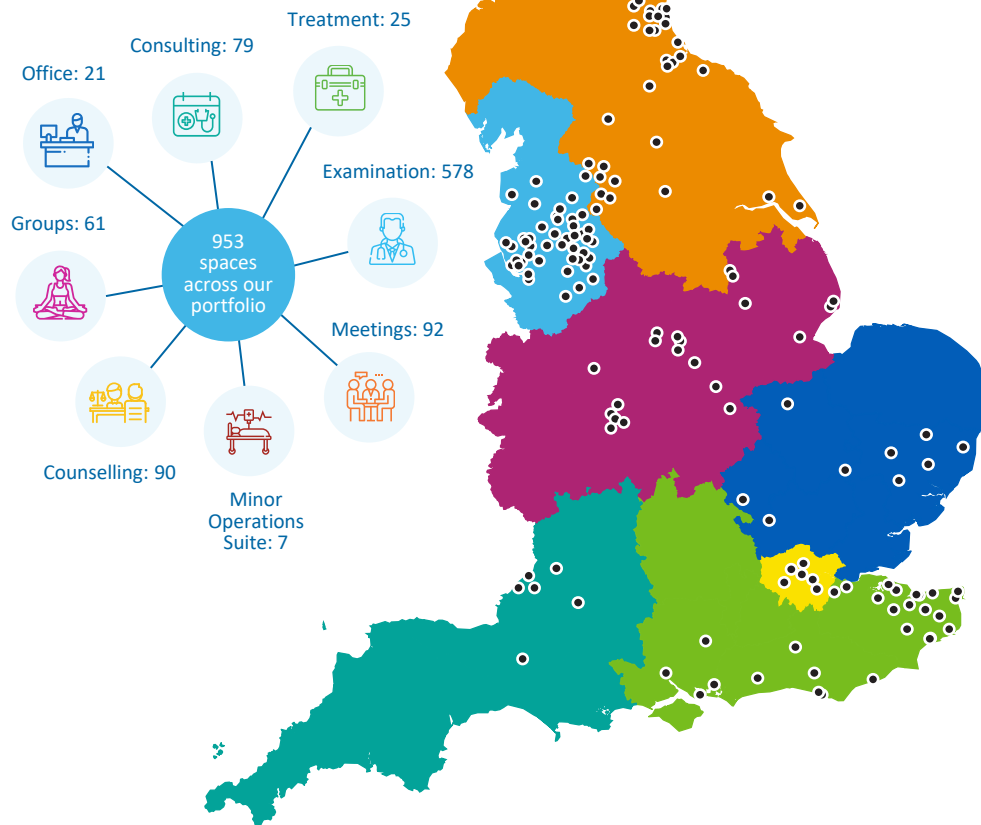 Treatment: 25
Consulting: 79
Office: 21
Examination: 578
Groups: 61
953
spaces
across our
portfolio
Meetings: 92
Counselling: 90
Minor
Operations
Suite: 7